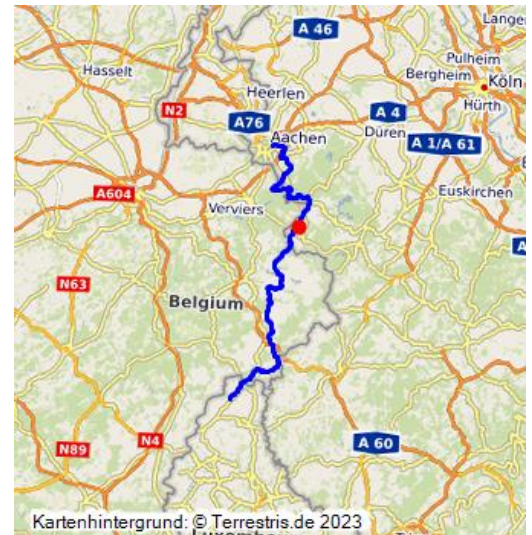 A 46
Langen
Pulheim
Hasselt
Bergheim
Köln
Heerlen
N2
A 4
Hürth
A76
Aachen
Düren
A 1/A 61
A604
Verviers
Euskirchen
N63
Belgium
N4
N89
A 60
Kartenhintergrund: © Terrestris.de 2023